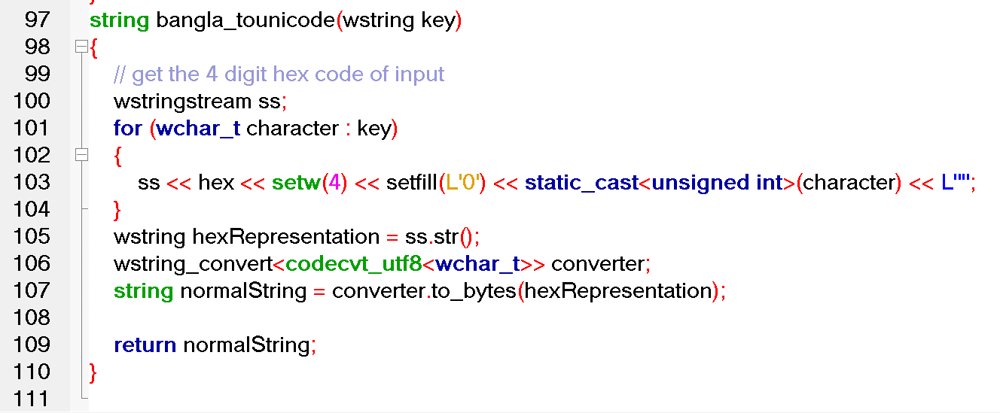 97 string bangla_tounicode(wstring key)
98 {
99 // get the 4 digit hex code of input
100 wstringstream ss;
101 for (wchar_t character : key)
102 {
103 ss << hex << setw(4) << setfill(L'0') << static_cast<unsigned int>(character) << L"";
104 }
105 wstring hexRepresentation = ss.str();
106 wstring_convert<codecvt_utf8<wchar_t>> converter;
107 string normalString = converter.to_bytes(hexRepresentation);
108
109 return normalString;
110 }
111